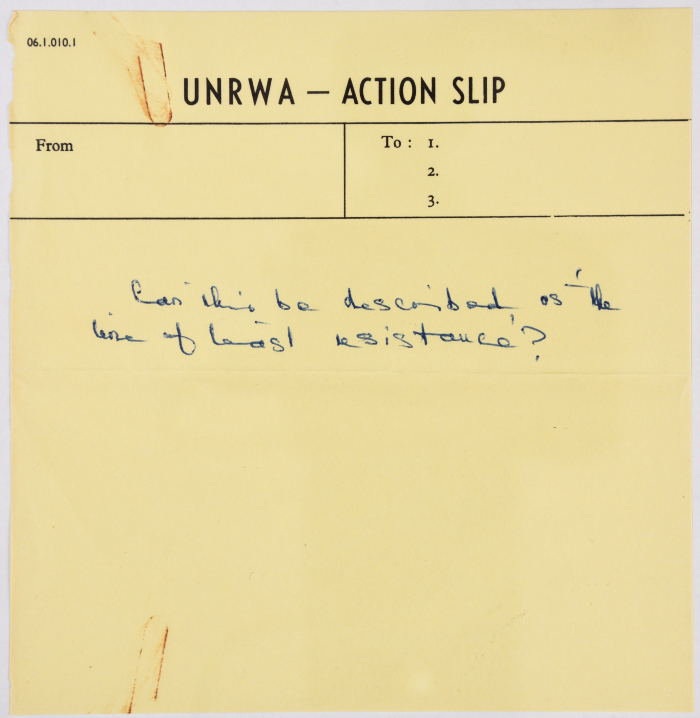 06.1.010.1
UNRWA — ACTION SLIP
From
To : 1.
2.
3.
Can this be described as 'the
line of least resistance'?